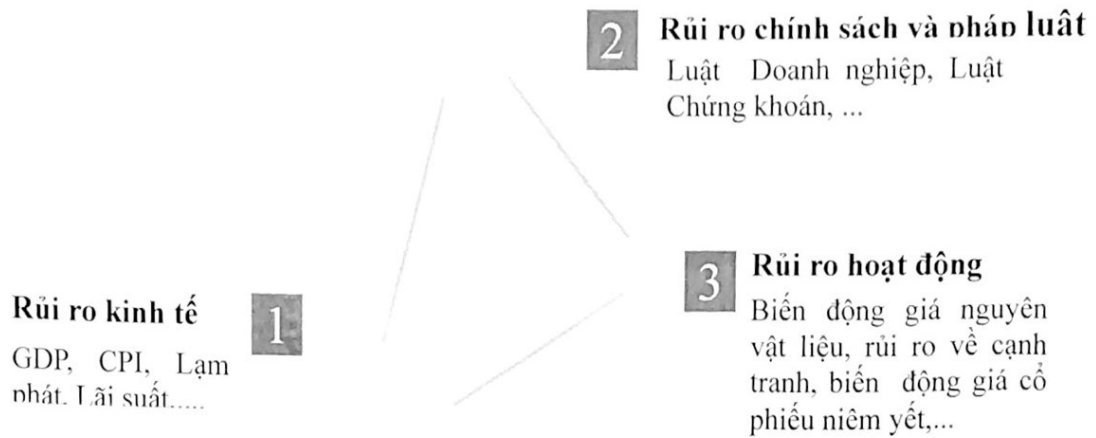 2 Rủi ro chính sách và pháp luật
Luật Doanh nghiệp, Luật
Chứng khoán, ...
3 Rủi ro hoạt động
Biến động giá nguyên
vật liệu, rủi ro về cạnh
tranh, biến động giá cổ
phiếu niêm yết,...
Rủi ro kinh tế 1
GDP, CPI, Lạm
phát. Lãi suất.....